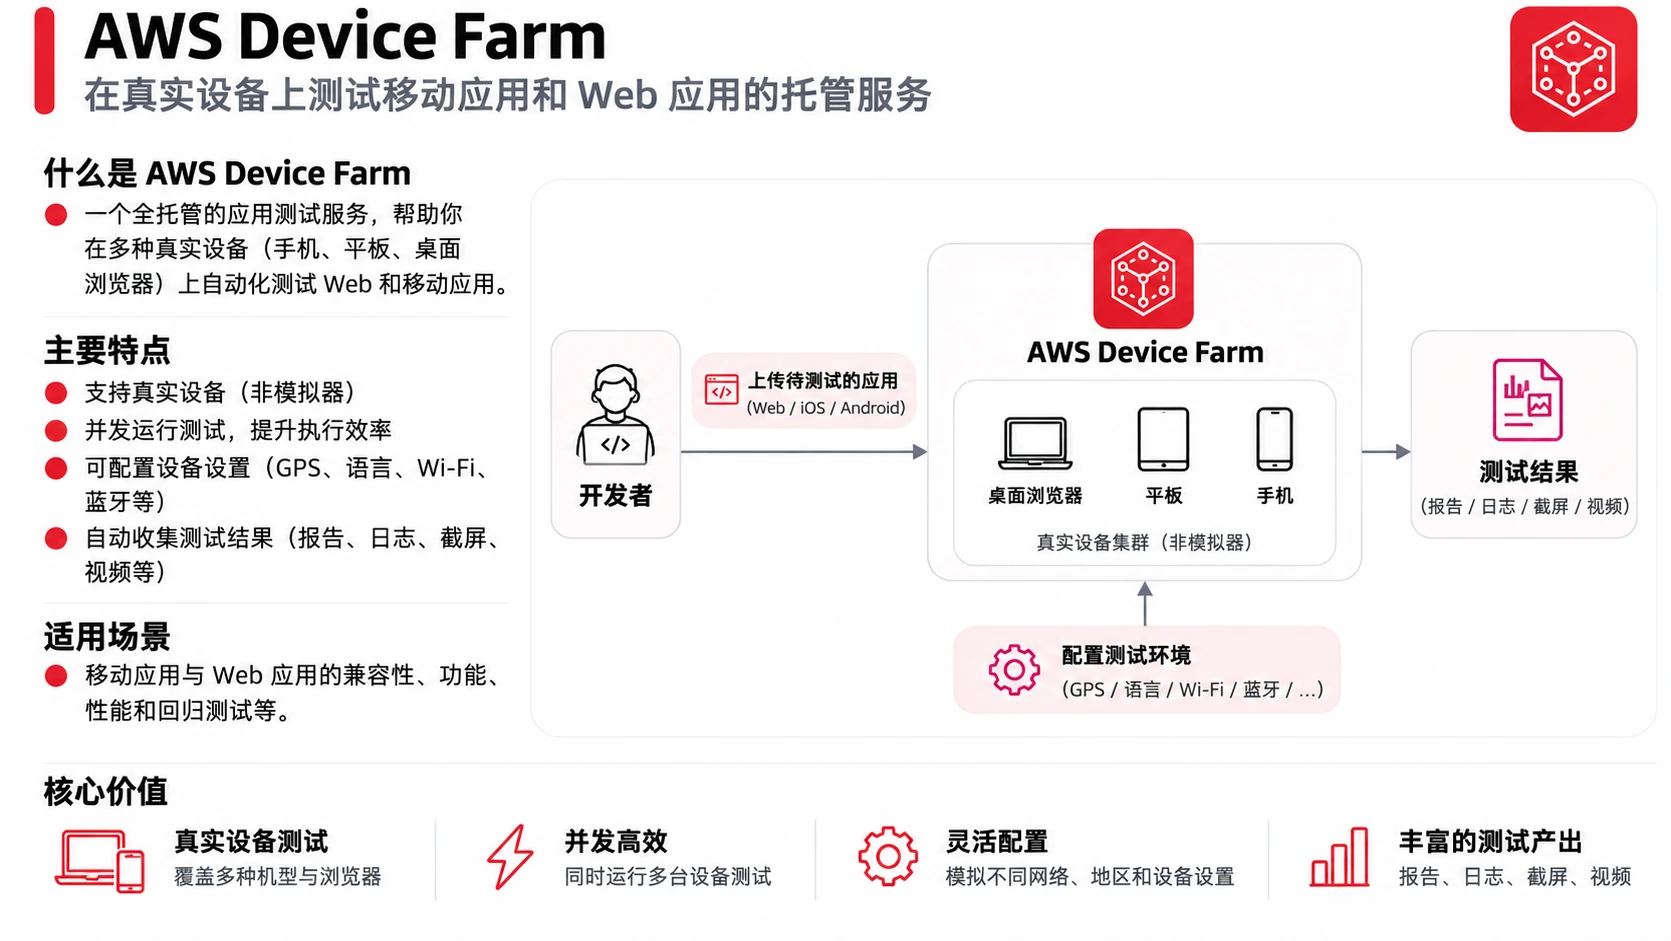 AWS Device Farm
在真实设备上测试移动应用和 Web 应用的托管服务
什么是 AWS Device Farm
一个全托管的应用测试服务，帮助你
在多种真实设备（手机、平板、桌面
浏览器）上自动化测试 Web 和移动应用。
主要特点
支持真实设备（非模拟器）
并发运行测试，提升执行效率
可配置设备设置（GPS、语言、Wi-Fi、
蓝牙等）
自动收集测试结果（报告、日志、截屏、
视频等）
适用场景
移动应用与 Web 应用的兼容性、功能、
性能和回归测试等。
</>
开发者
上传待测试的应用
(Web / iOS / Android)
AWS Device Farm
桌面浏览器
平板
手机
真实设备集群（非模拟器）
配置测试环境
(GPS / 语言 / Wi-Fi / 蓝牙 / ...)
测试结果
(报告 / 日志 / 截屏 / 视频)
核心价值
真实设备测试
覆盖多种机型与浏览器
并发高效
同时运行多台设备测试
灵活配置
模拟不同网络、地区和设备设置
丰富的测试产出
报告、日志、截屏、视频